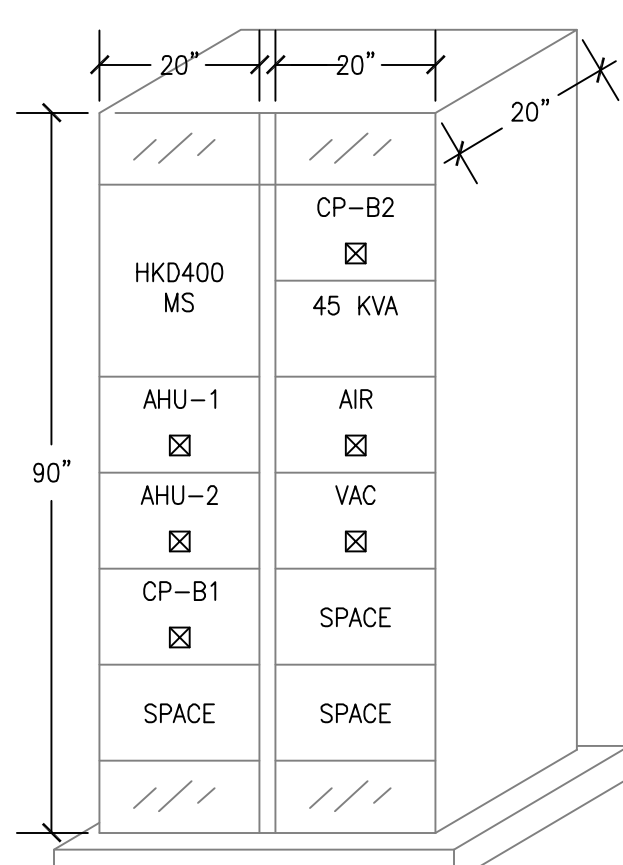 20”
20”
20”
90”
HKD400
MS
AHU-1
AHU-2
CP-B1
SPACE
CP-B2
45 KVA
AIR
VAC
SPACE
SPACE